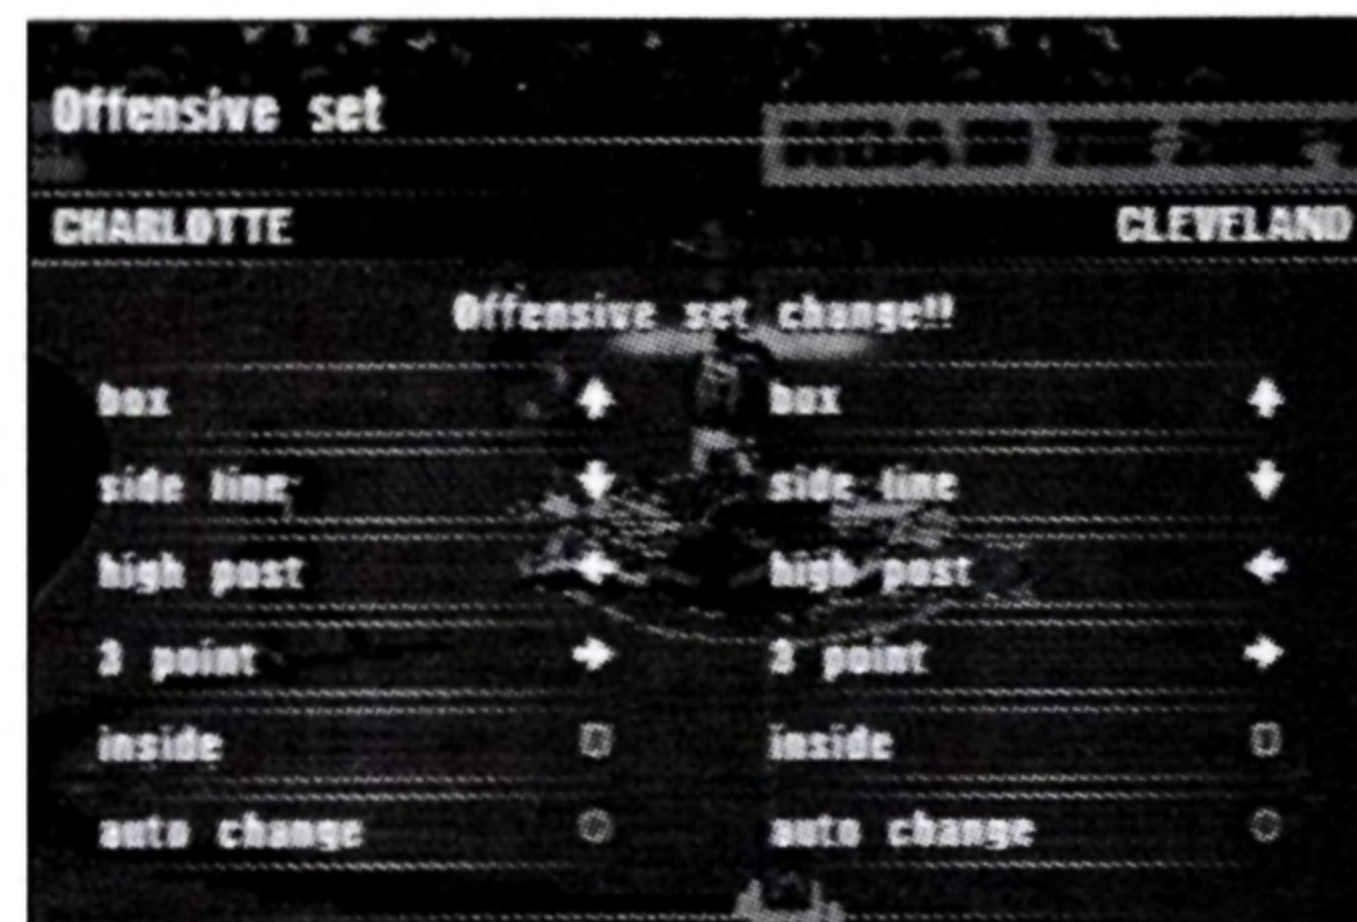 Offensive set
CHARLOTTE CLEVELAND
Offensive set change!!
box ↑ box ↑
side line ↓ side line ↓
high post ← high post ←
3 point → 3 point →
inside □ inside □
auto change ○ auto change ○